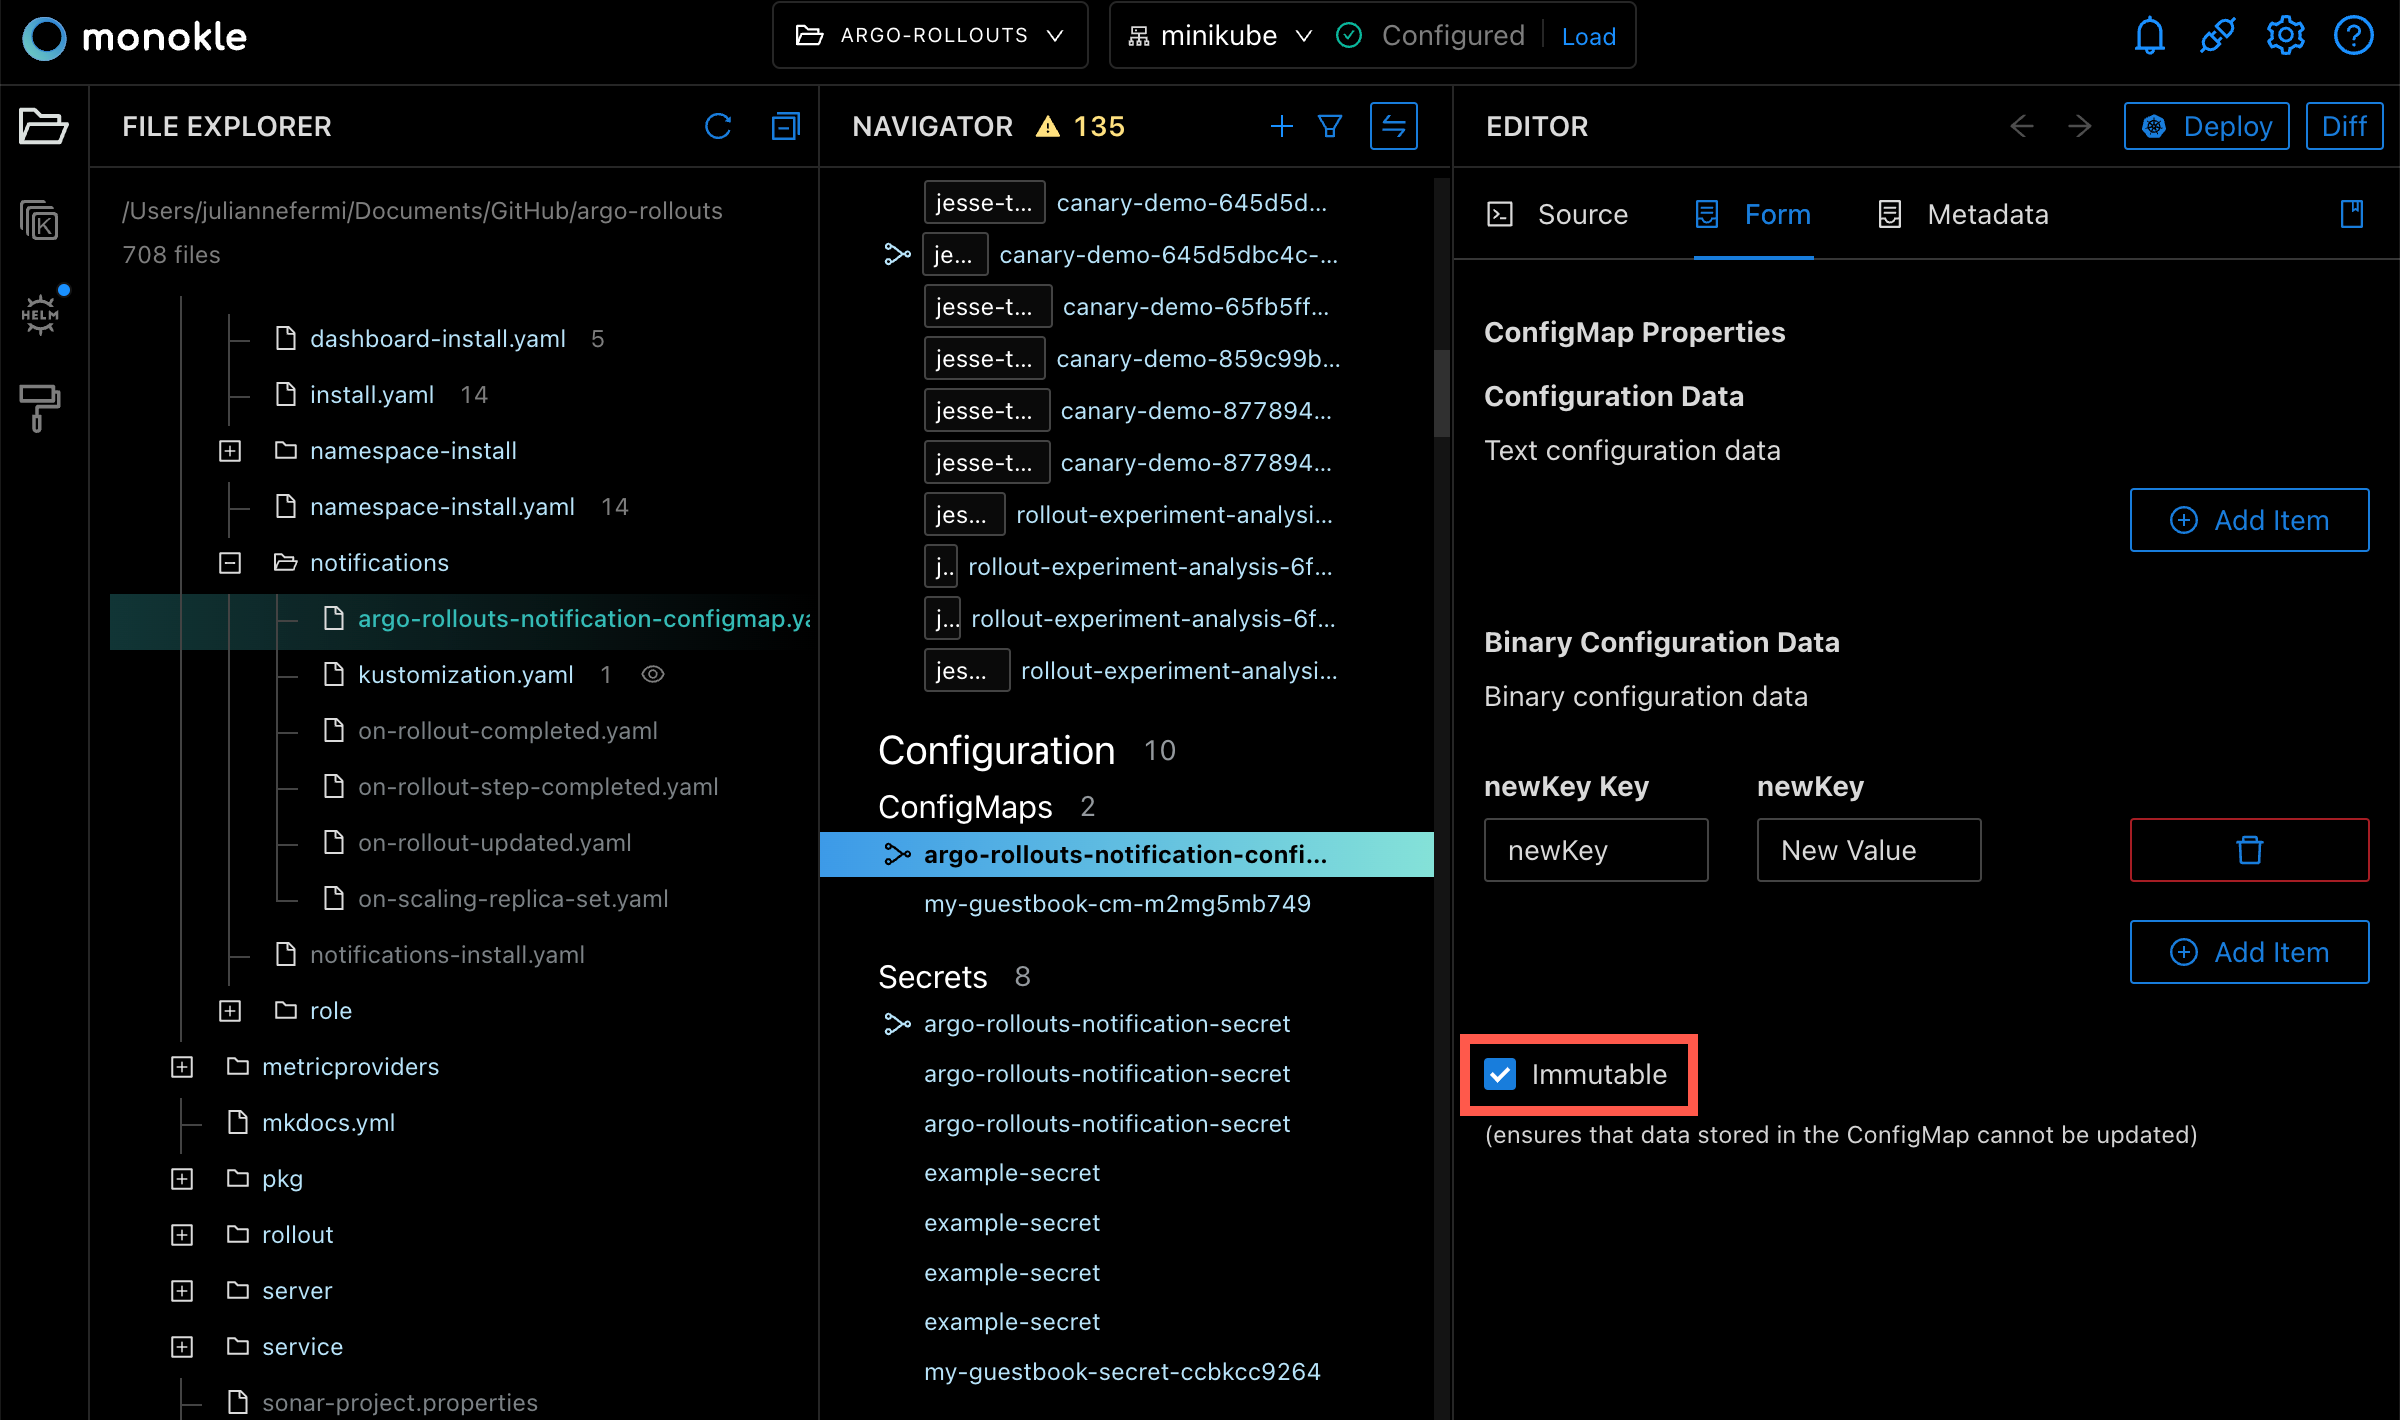 monokle
ARGO-ROLLOUTS
minikube
Configured
Load
FILE EXPLORER
/Users/juliannefermi/Documents/GitHub/argo-rollouts
708 files
HELM
dashboard-install.yaml 5
install.yaml 14
namespace-install
namespace-install.yaml 14
notifications
argo-rollouts-notification-configmap.ya
kustomization.yaml 1
on-rollout-completed.yaml
on-rollout-step-completed.yaml
on-rollout-updated.yaml
on-scaling-replica-set.yaml
notifications-install.yaml
role
metricproviders
mkdocs.yml
pkg
rollout
server
service
sonar-project.properties
NAVIGATOR 135
jesse-t... canary-demo-645d5d...
je... canary-demo-645d5dbc4c-...
jesse-t... canary-demo-65fb5ff...
jesse-t... canary-demo-859c99b...
jesse-t... canary-demo-877894...
jesse-t... canary-demo-877894...
jes... rollout-experiment-analysi...
j.. rollout-experiment-analysis-6f...
j... rollout-experiment-analysis-6f...
jes... rollout-experiment-analysi...
Configuration 10
ConfigMaps 2
argo-rollouts-notification-confi...
my-guestbook-cm-m2mg5mb749
Secrets 8
argo-rollouts-notification-secret
argo-rollouts-notification-secret
argo-rollouts-notification-secret
example-secret
example-secret
example-secret
example-secret
my-guestbook-secret-ccbkcc9264
EDITOR
Deploy
Diff
Source
Form
Metadata
ConfigMap Properties
Configuration Data
Text configuration data
Add Item
Binary Configuration Data
Binary configuration data
newKey Key newKey
newKey New Value
Add Item
Immutable
(ensures that data stored in the ConfigMap cannot be updated)